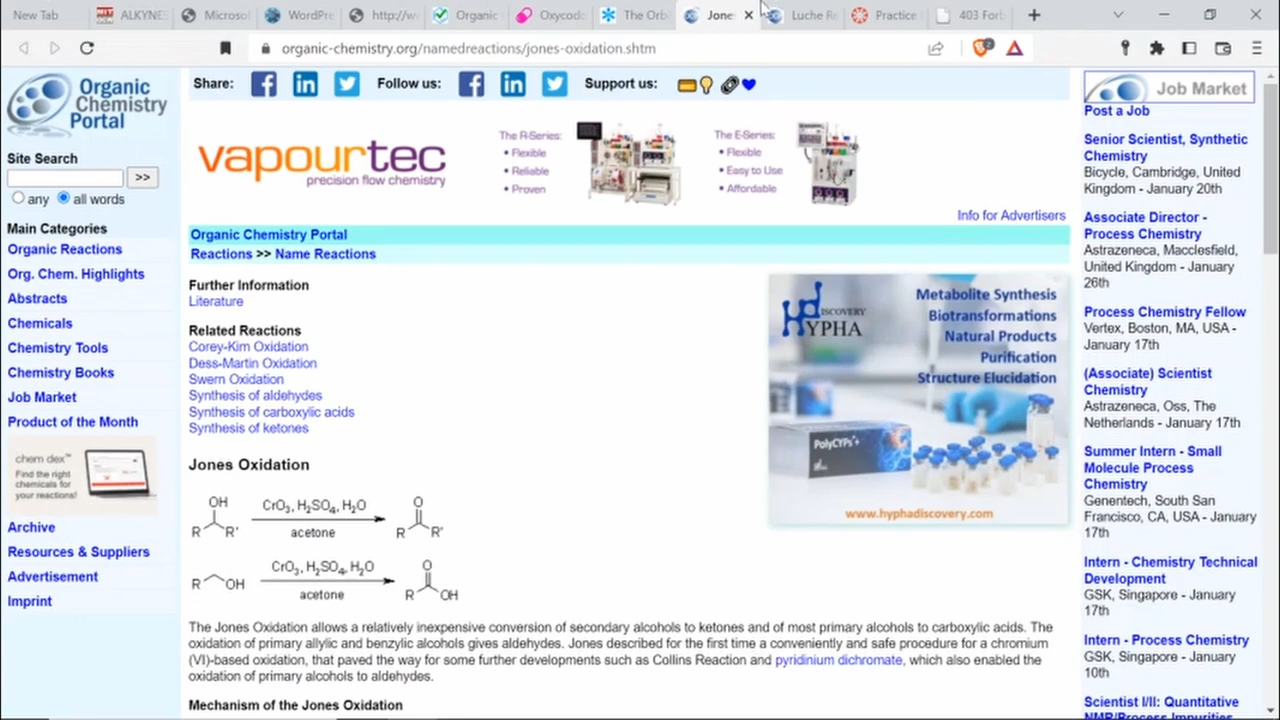 New Tab
ALKYNE
Microsof
WordPre
http://w
Organic
Oxycod
The Orb
Jones
Luche Re
Practice
403 Forb
organic-chemistry.org/namedreactions/jones-oxidation.shtm
Organic
Chemistry
Portal
Site Search
>>
any
all words
Main Categories
Organic Reactions
Org. Chem. Highlights
Abstracts
Chemicals
Chemistry Tools
Chemistry Books
Job Market
Product of the Month
chem dex™
Find the right
chemicals for
your reactions!
Archive
Resources & Suppliers
Advertisement
Imprint
Share:
Follow us:
Support us:
vapourtec
precision flow chemistry
The R-Series:
• Flexible
• Reliable
• Proven
The E-Series:
• Flexible
• Easy to Use
• Affordable
Info for Advertisers
Organic Chemistry Portal
Reactions >> Name Reactions
Further Information
Literature
Related Reactions
Corey-Kim Oxidation
Dess-Martin Oxidation
Swern Oxidation
Synthesis of aldehydes
Synthesis of carboxylic acids
Synthesis of ketones
HYPHA
DISCOVERY
Metabolite Synthesis
Biotransformations
Natural Products
Purification
Structure Elucidation
PolyCYPs+
www.hyphadiscovery.com
Jones Oxidation
OH
R R'
CrO₃, H₂SO₄, H₂O
acetone
O
R R'
R OH
CrO₃, H₂SO₄, H₂O
acetone
O
R OH
The Jones Oxidation allows a relatively inexpensive conversion of secondary alcohols to ketones and of most primary alcohols to carboxylic acids. The
oxidation of primary allylic and benzylic alcohols gives aldehydes. Jones described for the first time a conveniently and safe procedure for a chromium
(VI)-based oxidation, that paved the way for some further developments such as Collins Reaction and pyridinium dichromate, which also enabled the
oxidation of primary alcohols to aldehydes.
Mechanism of the Jones Oxidation
Job Market
Post a Job
Senior Scientist, Synthetic
Chemistry
Bicycle, Cambridge, United
Kingdom - January 20th
Associate Director -
Process Chemistry
Astrazeneca, Macclesfield,
United Kingdom - January
26th
Process Chemistry Fellow
Vertex, Boston, MA, USA -
January 17th
(Associate) Scientist
Chemistry
Astrazeneca, Oss, The
Netherlands - January 17th
Summer Intern - Small
Molecule Process
Chemistry
Genentech, South San
Francisco, CA, USA - January
17th
Intern - Chemistry Technical
Development
GSK, Singapore - January
17th
Intern - Process Chemistry
GSK, Singapore - January
10th
Scientist I/II: Quantitative
NMR/Process Impurities